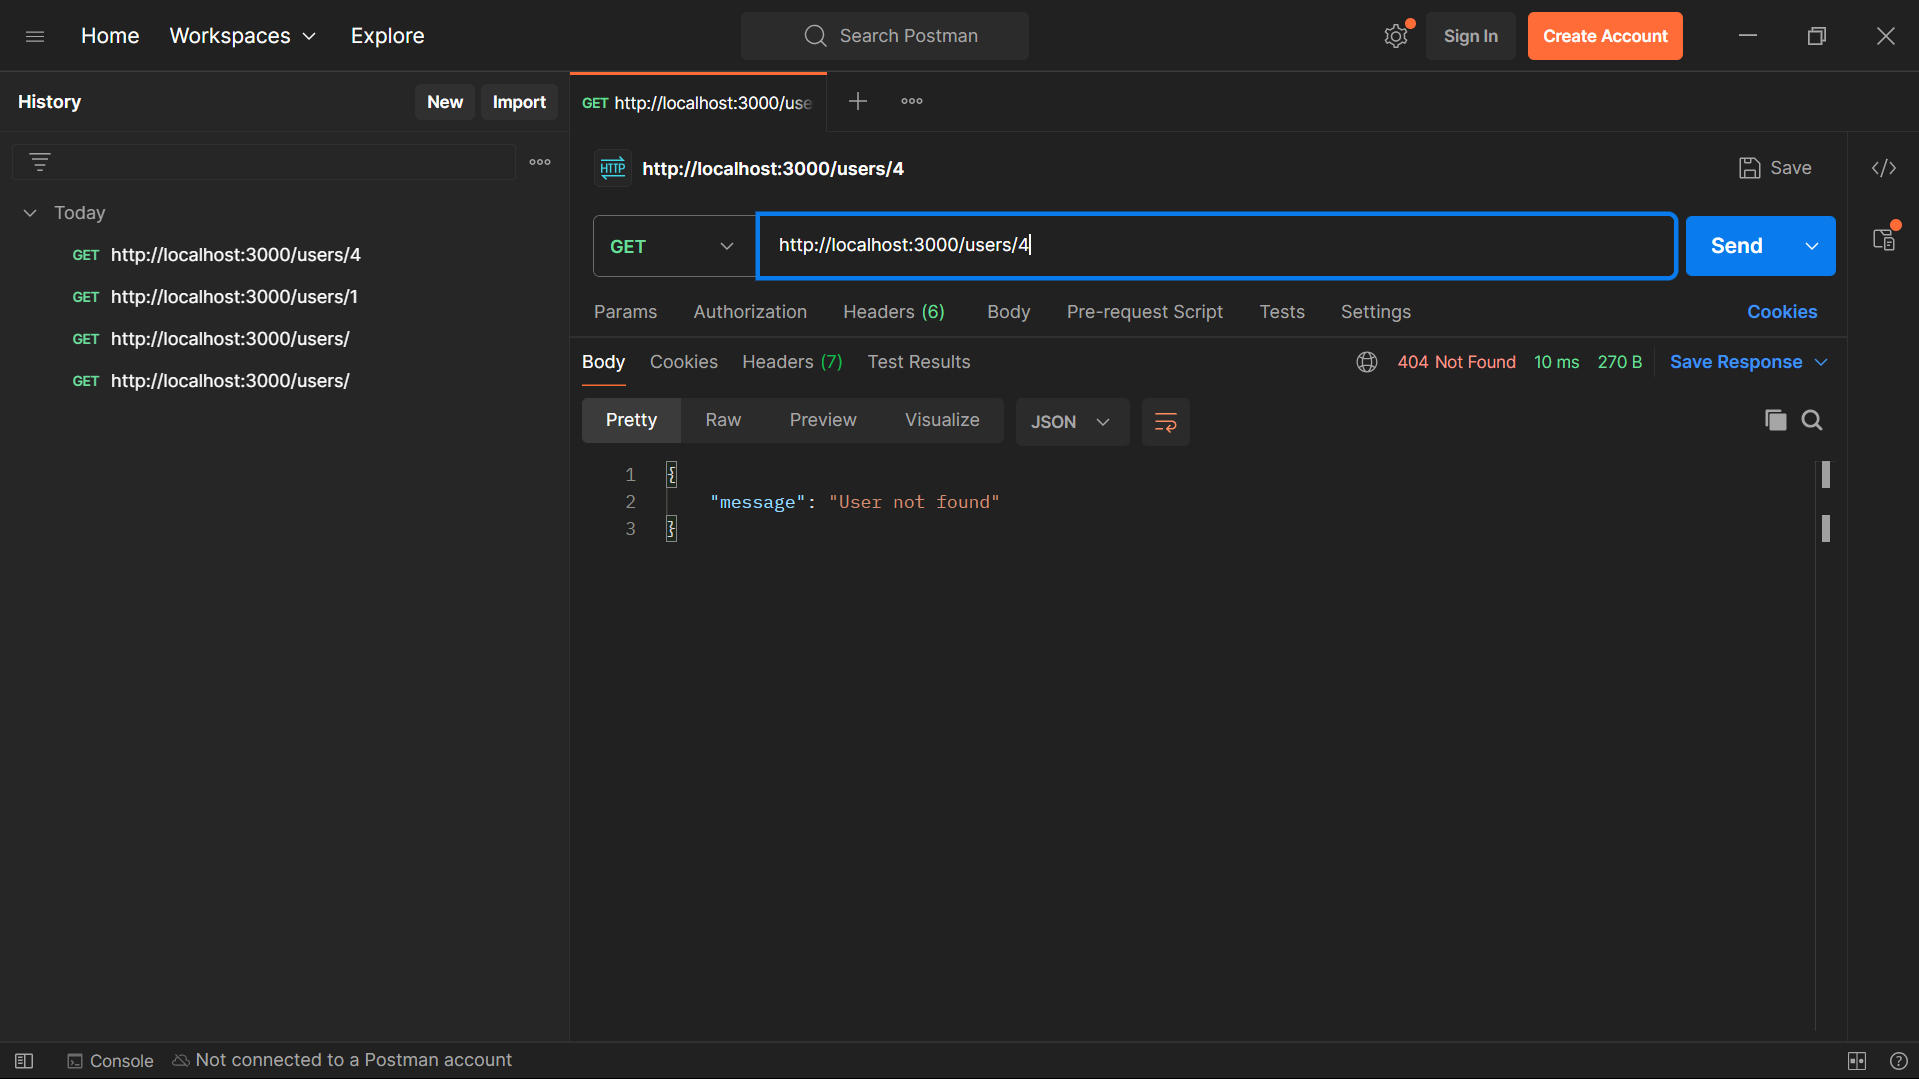 Home Workspaces Explore Search Postman Sign In Create Account
History New Import
GET http://localhost:3000/use
HTTP http://localhost:3000/users/4 Save
Today
GET http://localhost:3000/users/4
GET http://localhost:3000/users/1
GET http://localhost:3000/users/
GET http://localhost:3000/users/
GET http://localhost:3000/users/4 Send
Params Authorization Headers (6) Body Pre-request Script Tests Settings Cookies
Body Cookies Headers (7) Test Results 404 Not Found 10 ms 270 B Save Response
Pretty Raw Preview Visualize JSON
1 {
2 "message": "User not found"
3 }
Console Not connected to a Postman account